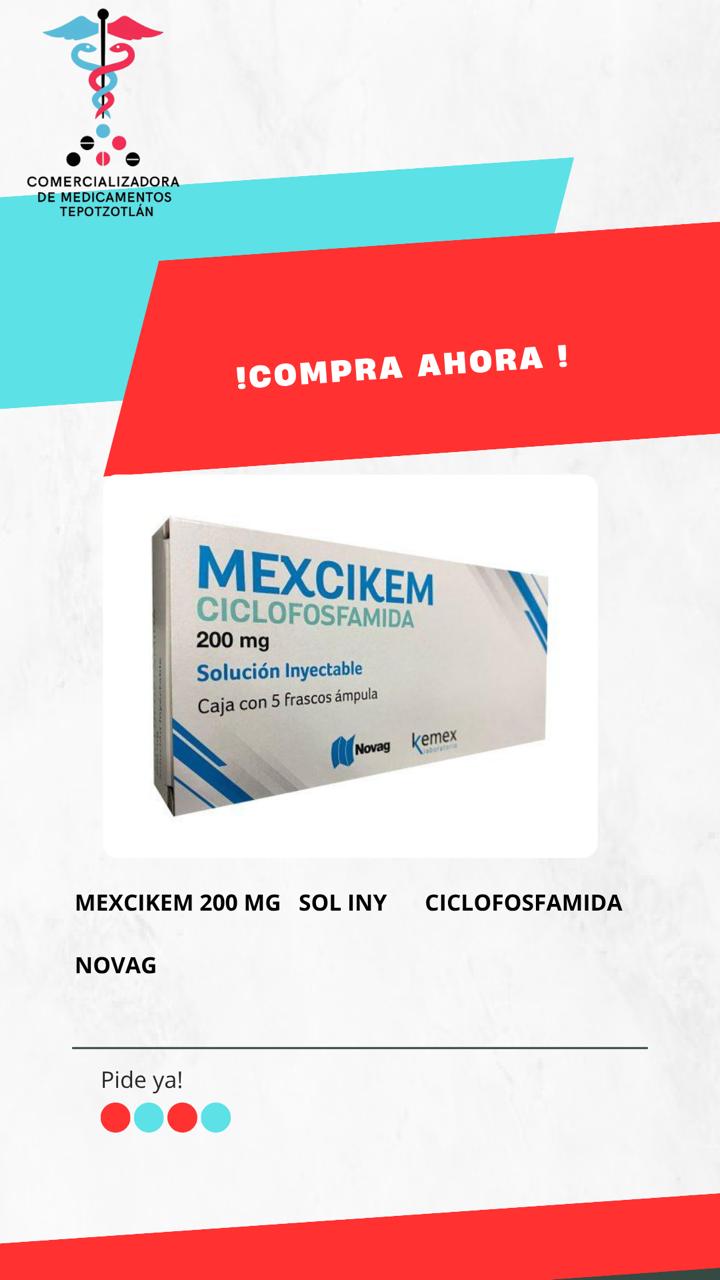 COMERCIALIZADORA
DE MEDICAMENTOS
TEPOTZOTLÁN
!COMPRA AHORA !
MEXCIKEM
CICLOFOSFAMIDA
200 mg
Solución Inyectable
Caja con 5 frascos ámpula
Novag
Kemex
laboratorio
MEXCIKEM 200 MG SOL INY CICLOFOSFAMIDA
NOVAG
Pide ya!